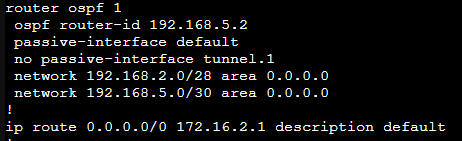 router ospf 1
 ospf router-id 192.168.5.2
 passive-interface default
 no passive-interface tunnel.1
 network 192.168.2.0/28 area 0.0.0.0
 network 192.168.5.0/30 area 0.0.0.0
!
ip route 0.0.0.0/0 172.16.2.1 description default